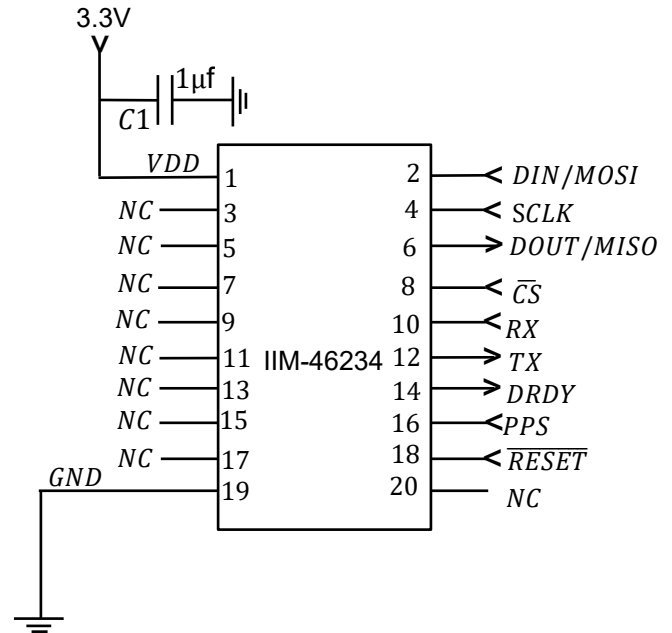 3.3V
1µf
C1
VDD 1 2 DIN/MOSI
NC 3 4 SCLK
NC 5 6 DOUT/MISO
NC 7 8 C̅S̅
NC 9 10 RX
NC 11 IIM-46234 12 TX
NC 13 14 DRDY
NC 15 16 PPS
NC 17 18 R̅E̅S̅E̅T̅
GND 19 20 NC